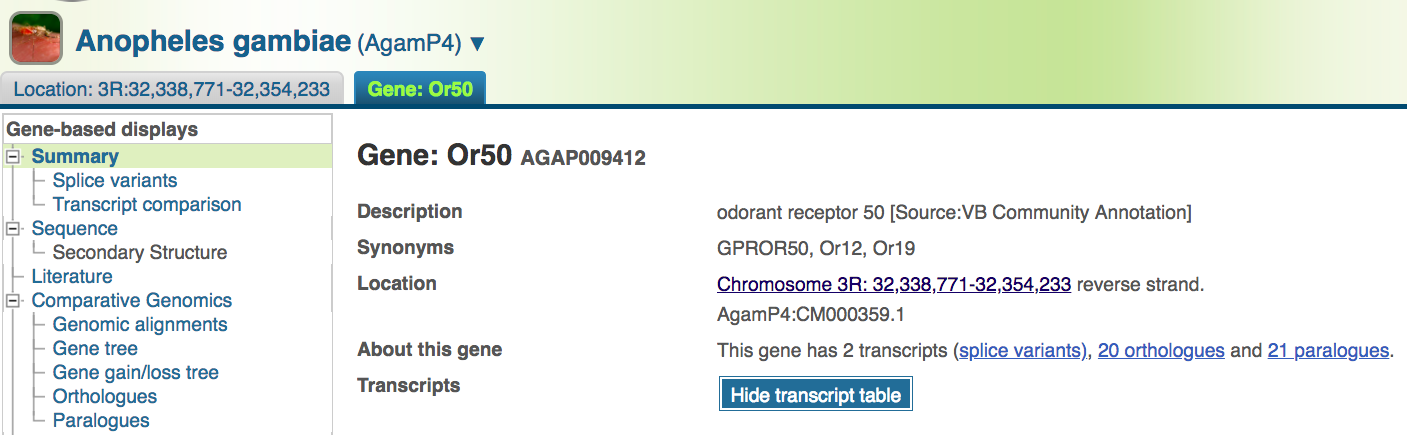 Anopheles gambiae (AgamP4) ▼
Location: 3R:32,338,771-32,354,233
Gene: Or50
Gene-based displays
Summary
Splice variants
Transcript comparison
Sequence
Secondary Structure
Literature
Comparative Genomics
Genomic alignments
Gene tree
Gene gain/loss tree
Orthologues
Paralogues
Gene: Or50 AGAP009412
Description odorant receptor 50 [Source:VB Community Annotation]
Synonyms GPROR50, Or12, Or19
Location Chromosome 3R: 32,338,771-32,354,233 reverse strand.
AgamP4:CM000359.1
About this gene This gene has 2 transcripts (splice variants), 20 orthologues and 21 paralogues.
Transcripts Hide transcript table